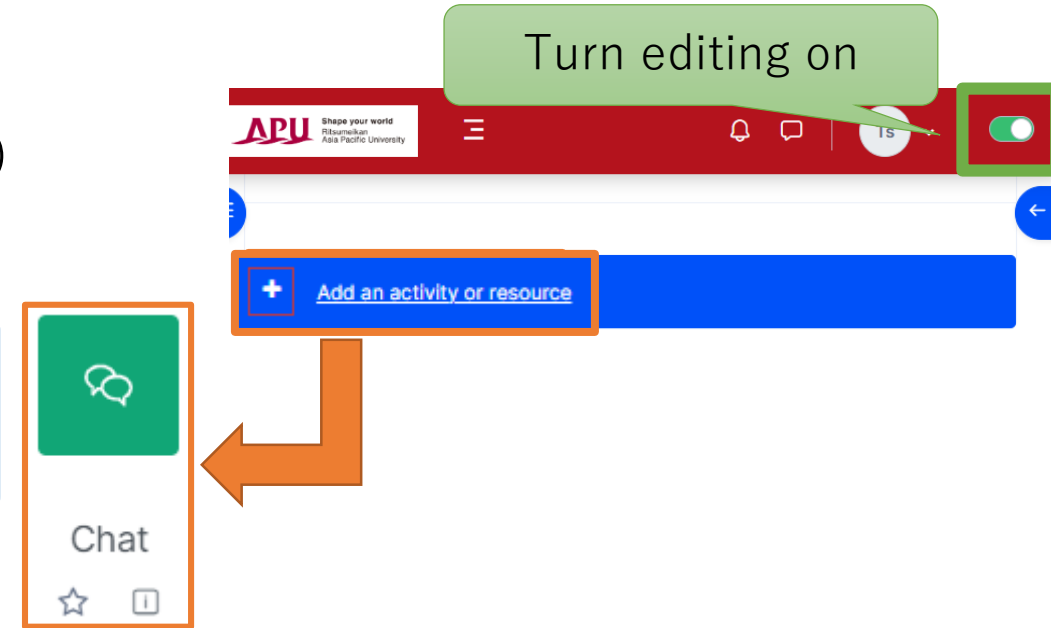 Turn editing on
APU
Shape your world
Ritsumeikan
Asia Pacific University
Ts
+ Add an activity or resource
Chat
i
)